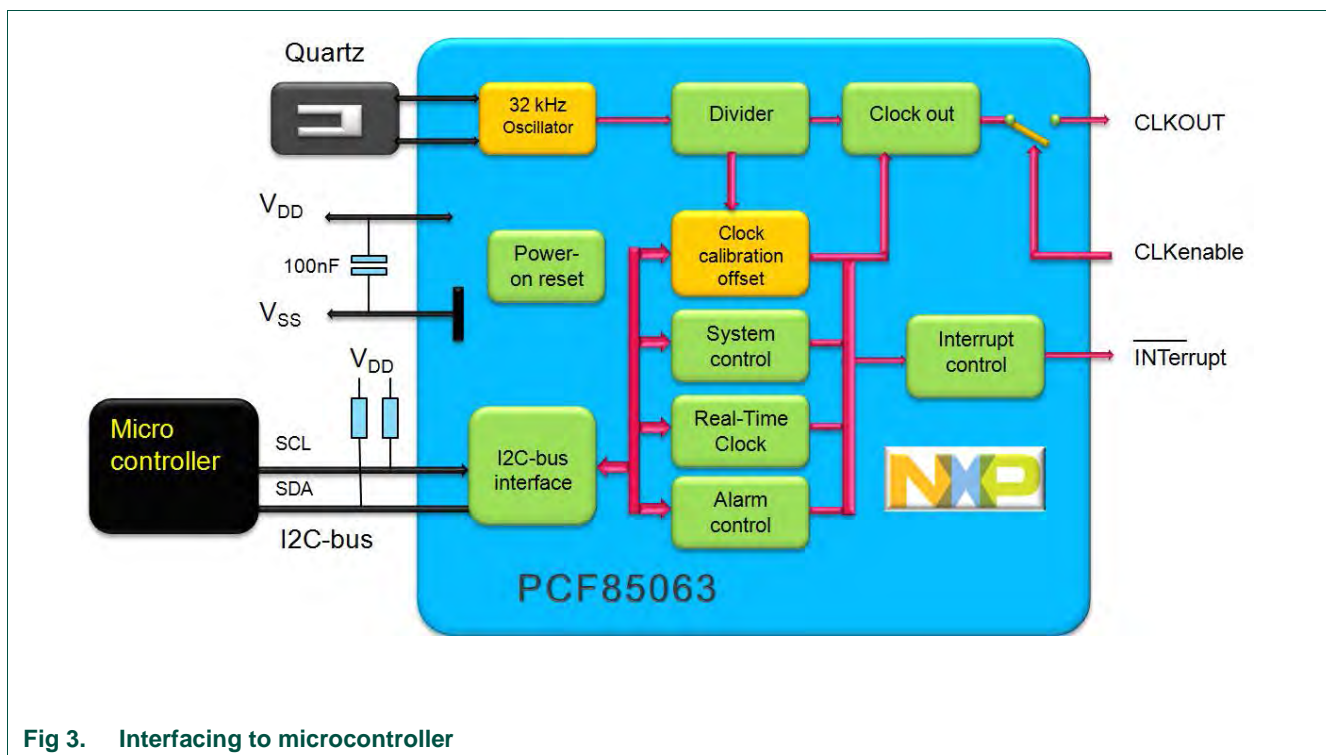 Quartz
32 kHz
Oscillator
Divider
Clock out
CLKOUT
VDD
100nF
VSS
Power-
on reset
Clock
calibration
offset
CLKenable
System
control
Interrupt
control
INTerrupt
VDD
Micro
controller
SCL
SDA
I2C-bus
I2C-bus
interface
Real-Time
Clock
Alarm
control
NXP
PCF85063
Fig 3. Interfacing to microcontroller